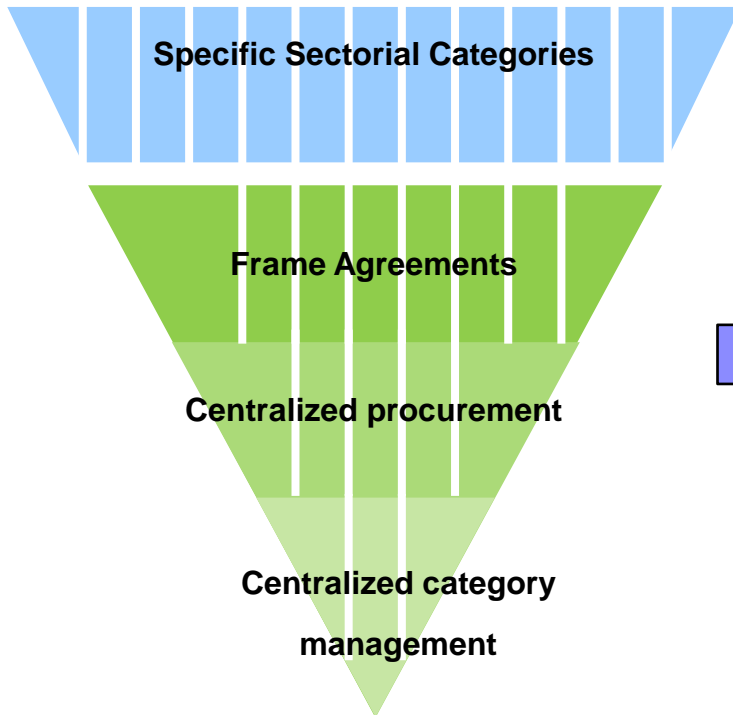 Specific Sectorial Categories
Frame Agreements
Centralized procurement
Centralized category
management